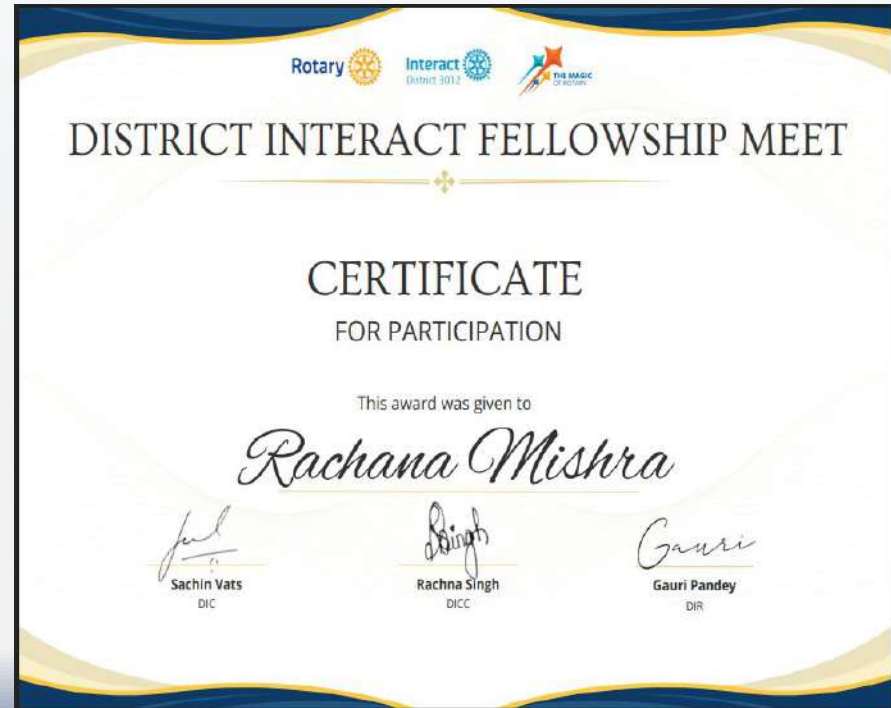 Rotary
Interact
District 3012
THE MAGIC
OF ROTARY
DISTRICT INTERACT FELLOWSHIP MEET
CERTIFICATE
FOR PARTICIPATION
This award was given to
Rachana Mishra
Singh
Gauri
Sachin Vats
Rachna Singh
Gauri Pandey
DIC
DICC
DIR